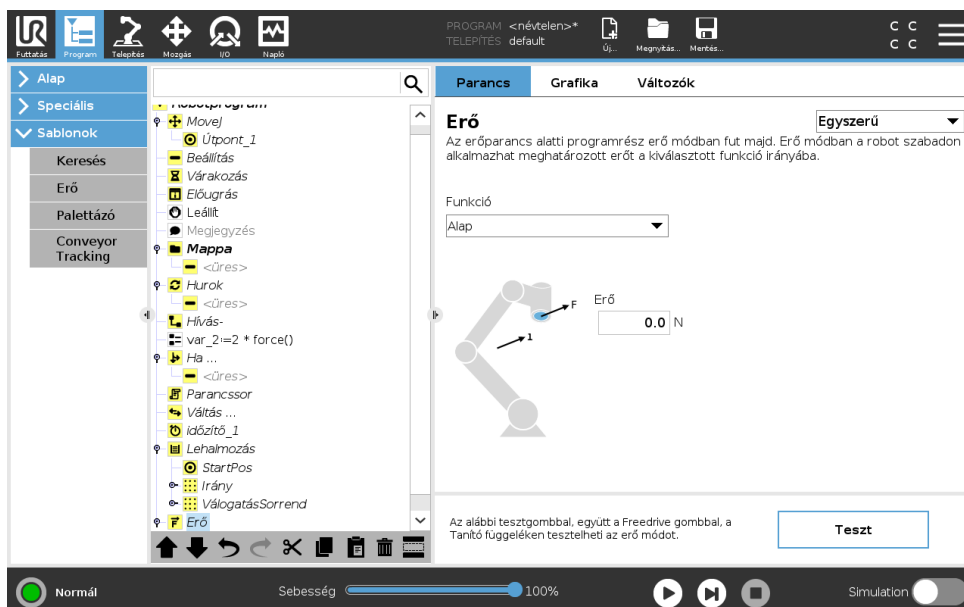 Futtatás
Program
Telepítés
Mozgás
I/O
Napló
PROGRAM <névtelen>*
TELEPÍTÉS default
Új...
Megnyitás...
Mentés...
C C
C C
Alap
Speciális
Sablonok
Keresés
Erő
Palettázó
Conveyor
Tracking
Robotprogram
MoveJ
Útpont_1
Beállítás
Várakozás
Előugrás
Leállít
Megjegyzés
Mappa
<üres>
Hurok
<üres>
Hívás-
var_2:=2 * force()
Ha ...
<üres>
Parancssor
Váltás ...
időzítő_1
Lehalmozás
StartPos
Irány
VálogatásSorrend
Erő
Parancs
Grafika
Változók
Erő
Egyszerű
Az erőparancs alatti programrész erő módban fut majd. Erő módban a robot szabadon
alkalmazhat meghatározott erőt a kiválasztott funkció irányába.
Funkció
Alap
F
1
Erő
0.0 N
Az alábbi tesztgombbal, együtt a Freedrive gombbal, a
Tanító függeléken tesztelheti az erő módot.
Teszt
Normál
Sebesség
100%
Simulation